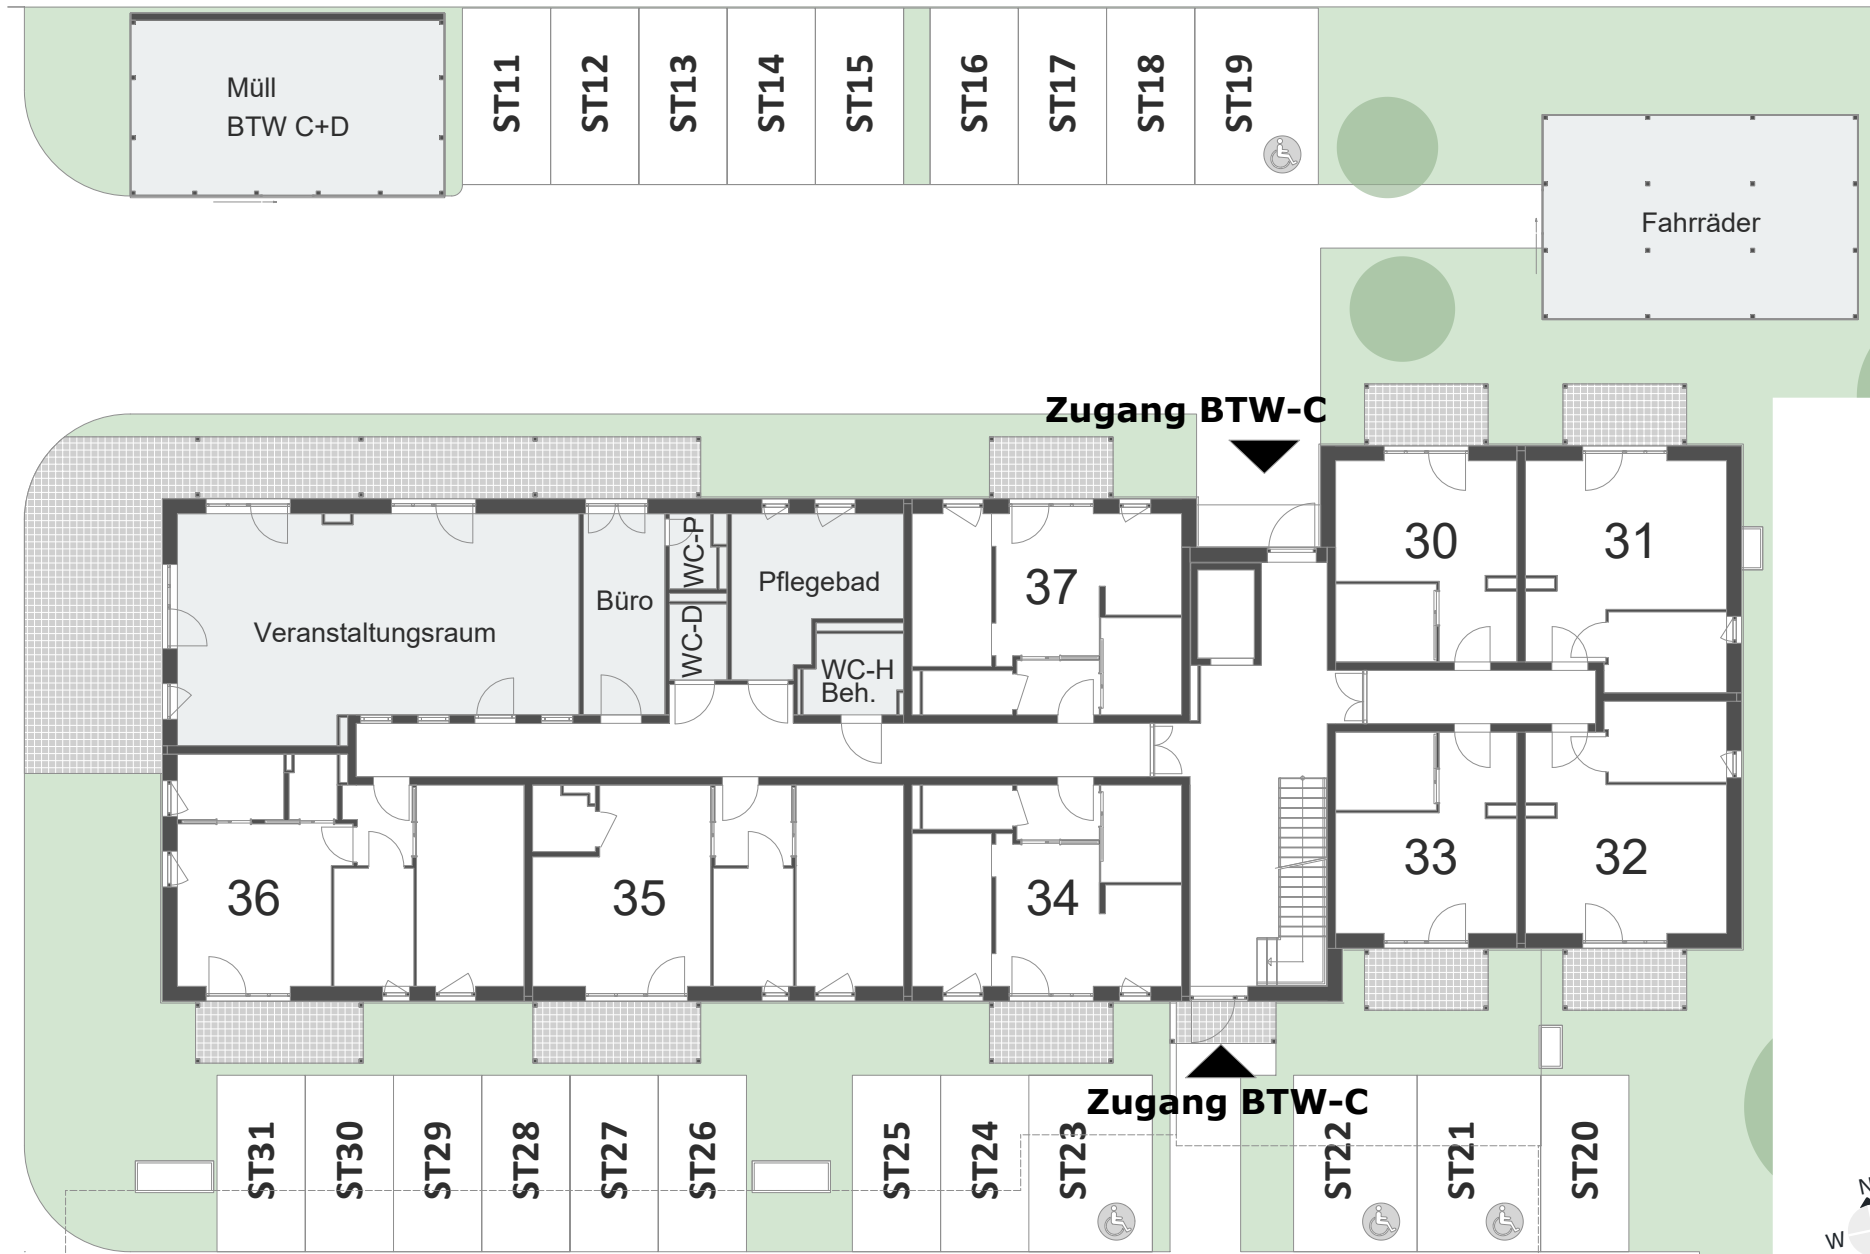 Müll
BTW C+D
ST11
ST12
ST13
ST14
ST15
ST16
ST17
ST18
ST19
Fahrräder
Zugang BTW-C
Veranstaltungsraum
Büro
WC-P
WC-D
Pflegebad
WC-H
Beh.
37
30
31
36
35
34
33
32
Zugang BTW-C
ST31
ST30
ST29
ST28
ST27
ST26
ST25
ST24
ST23
ST22
ST21
ST20
N
W